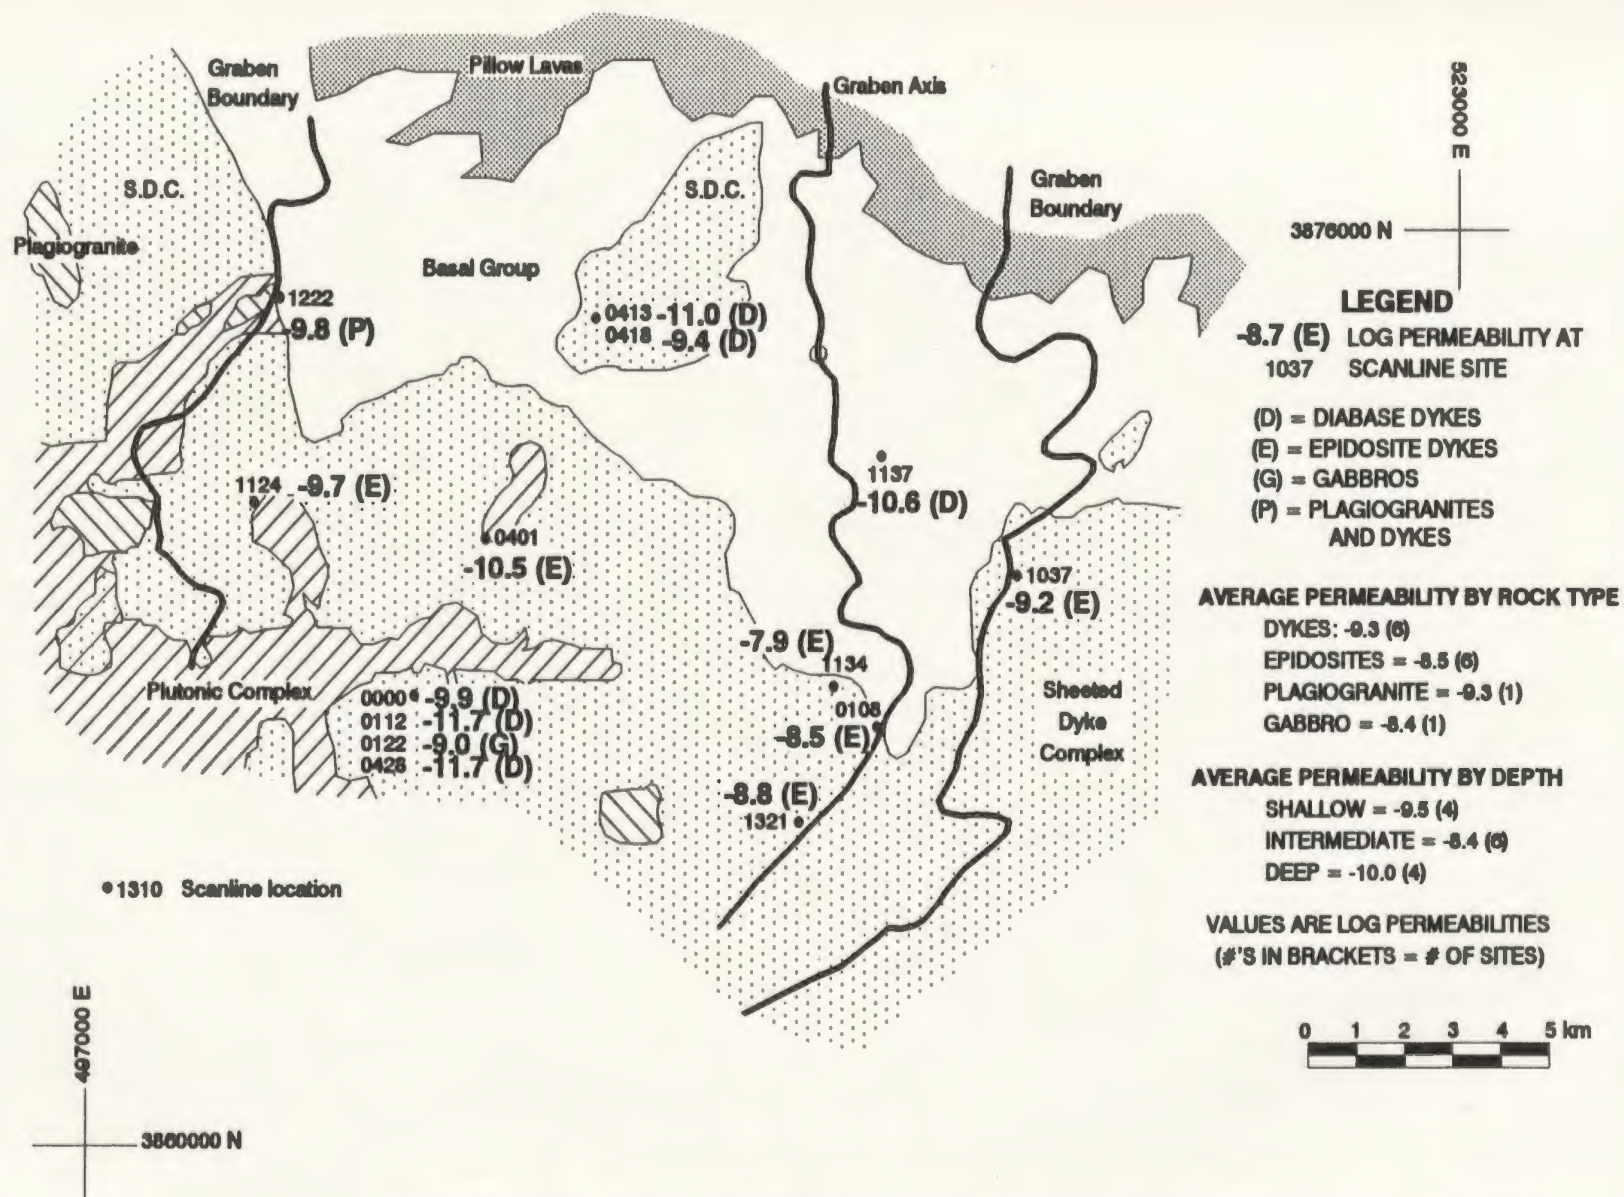 Graben
Boundary
Pillow Lavas
Graben Axis
523000 E
S.D.C.
S.D.C.
Graben
Boundary
Plagiogranite
3876000 N
Basal Group
1222
-9.8 (P)
0413 -11.0 (D)
0418 -9.4 (D)
LEGEND
-8.7 (E) LOG PERMEABILITY AT
1037 SCANLINE SITE
(D) = DIABASE DYKES
(E) = EPIDOSITE DYKES
(G) = GABBROS
(P) = PLAGIOGRANITES
AND DYKES
1124 -9.7 (E)
1137
-10.6 (D)
0401
-10.5 (E)
1037
-9.2 (E)
AVERAGE PERMEABILITY BY ROCK TYPE
DYKES: -9.3 (6)
EPIDOSITES = -8.5 (6)
PLAGIOGRANITE = -9.3 (1)
GABBRO = -8.4 (1)
-7.9 (E)
1134
Plutonic Complex
0000 -9.9 (D)
0112 -11.7 (D)
0122 -9.0 (G)
0428 -11.7 (D)
0108
-8.5 (E)
Sheeted
Dyke
Complex
-8.8 (E)
1321
AVERAGE PERMEABILITY BY DEPTH
SHALLOW = -9.5 (4)
INTERMEDIATE = -8.4 (6)
DEEP = -10.0 (4)
1310 Scanline location
VALUES ARE LOG PERMEABILITIES
(#'S IN BRACKETS = # OF SITES)
497000 E
0 1 2 3 4 5 km
3860000 N